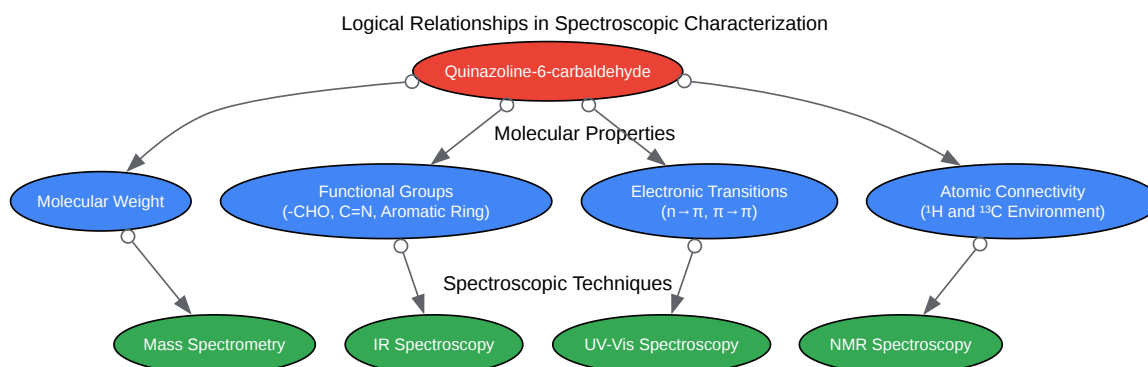 Logical Relationships in Spectroscopic Characterization
Quinazoline-6-carbaldehyde
Molecular Properties
Molecular Weight
Functional Groups
(-CHO, C=N, Aromatic Ring)
Electronic Transitions
(n→π, π→π)
Atomic Connectivity
(¹H and ¹³C Environment)
Spectroscopic Techniques
Mass Spectrometry
IR Spectroscopy
UV-Vis Spectroscopy
NMR Spectroscopy